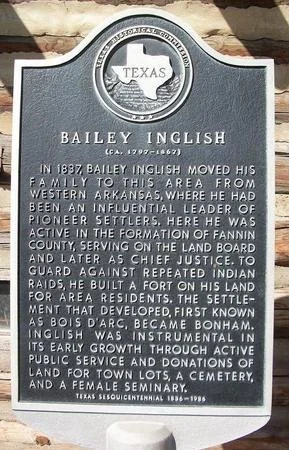 TEXAS HISTORICAL COMMISSION
TEXAS
BAILEY INGLISH
(CA. 1797-1867)
IN 1837, BAILEY INGLISH MOVED HIS
FAMILY TO THIS AREA FROM
WESTERN ARKANSAS, WHERE HE HAD
BEEN AN INFLUENTIAL LEADER OF
PIONEER SETTLERS. HERE HE WAS
ACTIVE IN THE FORMATION OF FANNIN
COUNTY, SERVING ON THE LAND BOARD
AND LATER AS CHIEF JUSTICE. TO
GUARD AGAINST REPEATED INDIAN
RAIDS, HE BUILT A FORT ON HIS LAND
FOR AREA RESIDENTS. THE SETTLE-
MENT THAT DEVELOPED, FIRST KNOWN
AS BOIS D'ARC, BECAME BONHAM.
INGLISH WAS INSTRUMENTAL IN
ITS EARLY GROWTH THROUGH ACTIVE
PUBLIC SERVICE AND DONATIONS OF
LAND FOR TOWN LOTS, A CEMETERY,
AND A FEMALE SEMINARY.
TEXAS SESQUICENTENNIAL 1836-1986